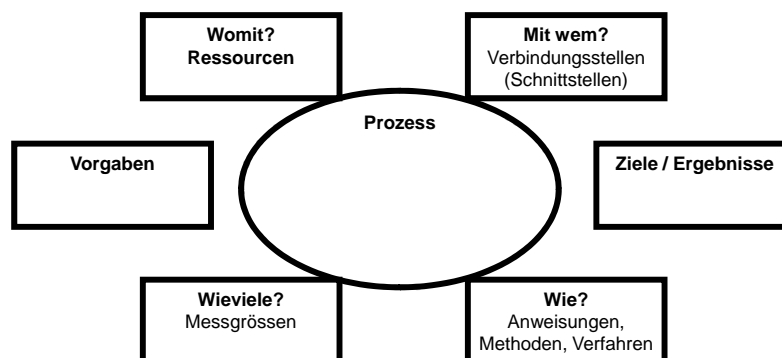 Womit?
Ressourcen
Mit wem?
Verbindungsstellen
(Schnittstellen)
Prozess
Vorgaben
Ziele / Ergebnisse
Wieviele?
Messgrössen
Wie?
Anweisungen,
Methoden, Verfahren